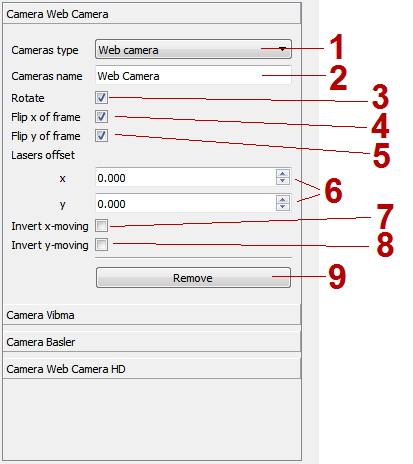 Camera Web Camera
Cameras type Web camera 1
Cameras name Web Camera 2
Rotate 3
Flip x of frame 4
Flip y of frame 5
Lasers offset
x 0.000
6
y 0.000
Invert x-moving 7
Invert y-moving 8
Remove 9
Camera Vibma
Camera Basler
Camera Web Camera HD